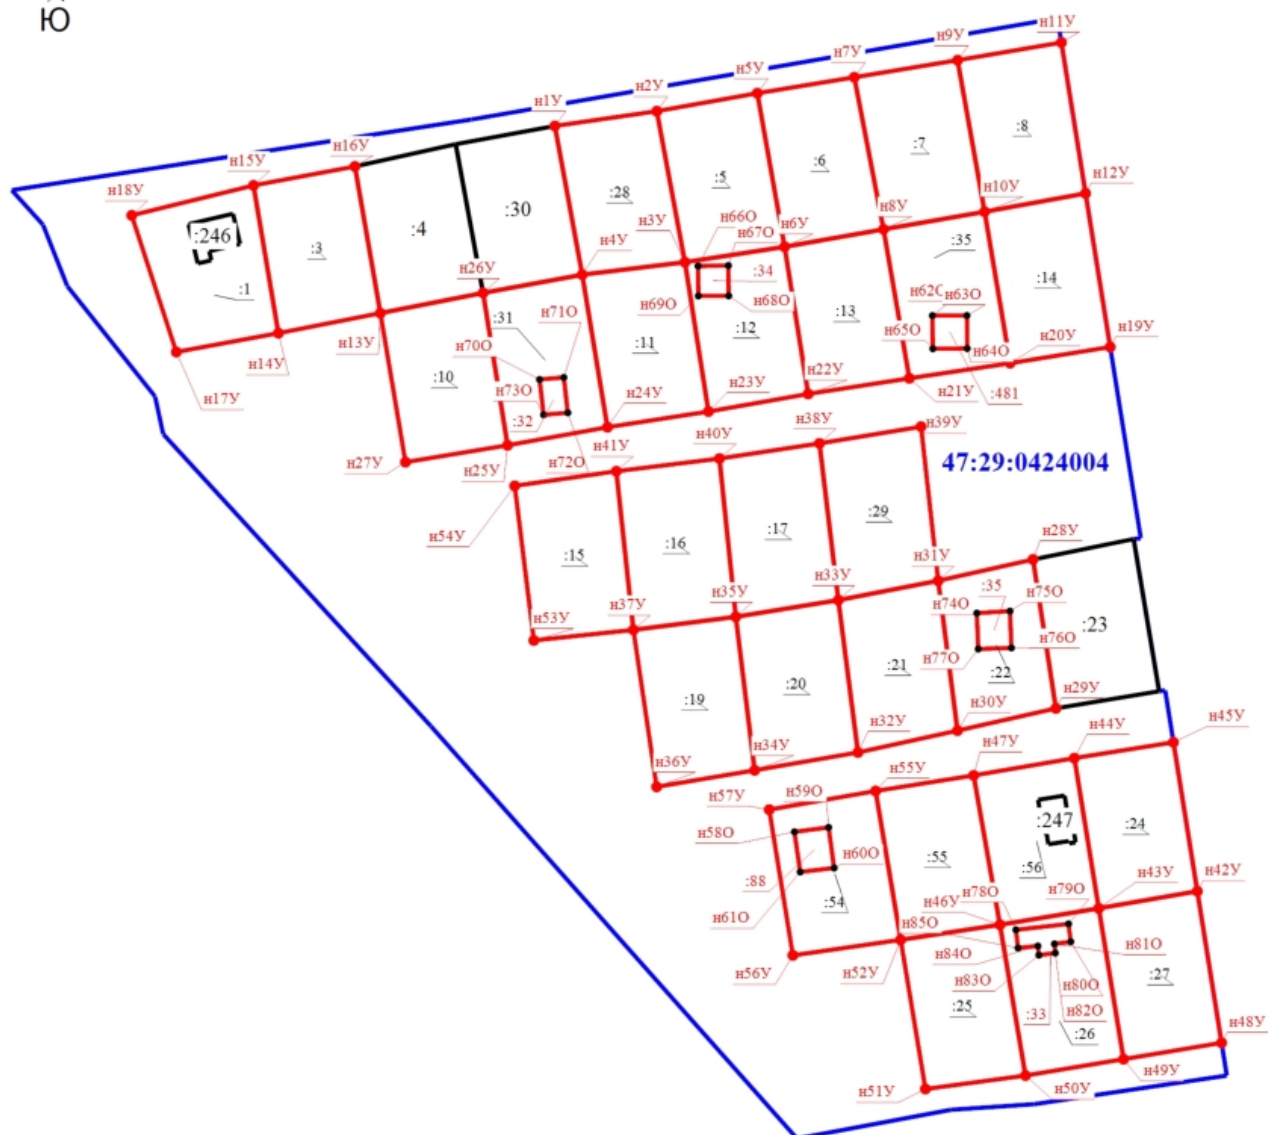 Ю
н11У
н9У
н7У
н5У
н2У
н1У
н16У
н15У
н18У
:8
:7
:6
:5
:28
:30
:4
:3
:246
:1
н12У
н10У
н8У
н6У
н66О
н67О
н3У
н4У
н26У
:35
:34
:14
н69О
н68О
н62О
н63О
:13
:31
н71О
н65О
н64О
н20У
н19У
:12
:11
н70О
н13У
н14У
:10
н73О
:32
н24У
н23У
н22У
н21У
:481
н17У
н38У
н39У
н40У
н41У
н72О
н25У
н27У
47:29:0424004
:29
:17
:16
:15
н54У
н28У
н31У
н33У
н35У
н37У
н53У
:35
н74О
н75О
:23
н76О
н77О
:22
:21
:20
:19
н29У
н30У
н32У
н34У
н36У
н45У
н44У
н47У
н55У
н59О
н57У
н58О
:247
:24
н60О
:55
:56
:88
:54
н43У
н42У
н78О
н79О
н46У
н61О
н85О
н84О
н81О
н56У
н52У
н83О
н80О
н82О
:27
:25
:33
:26
н48У
н49У
н50У
н51У